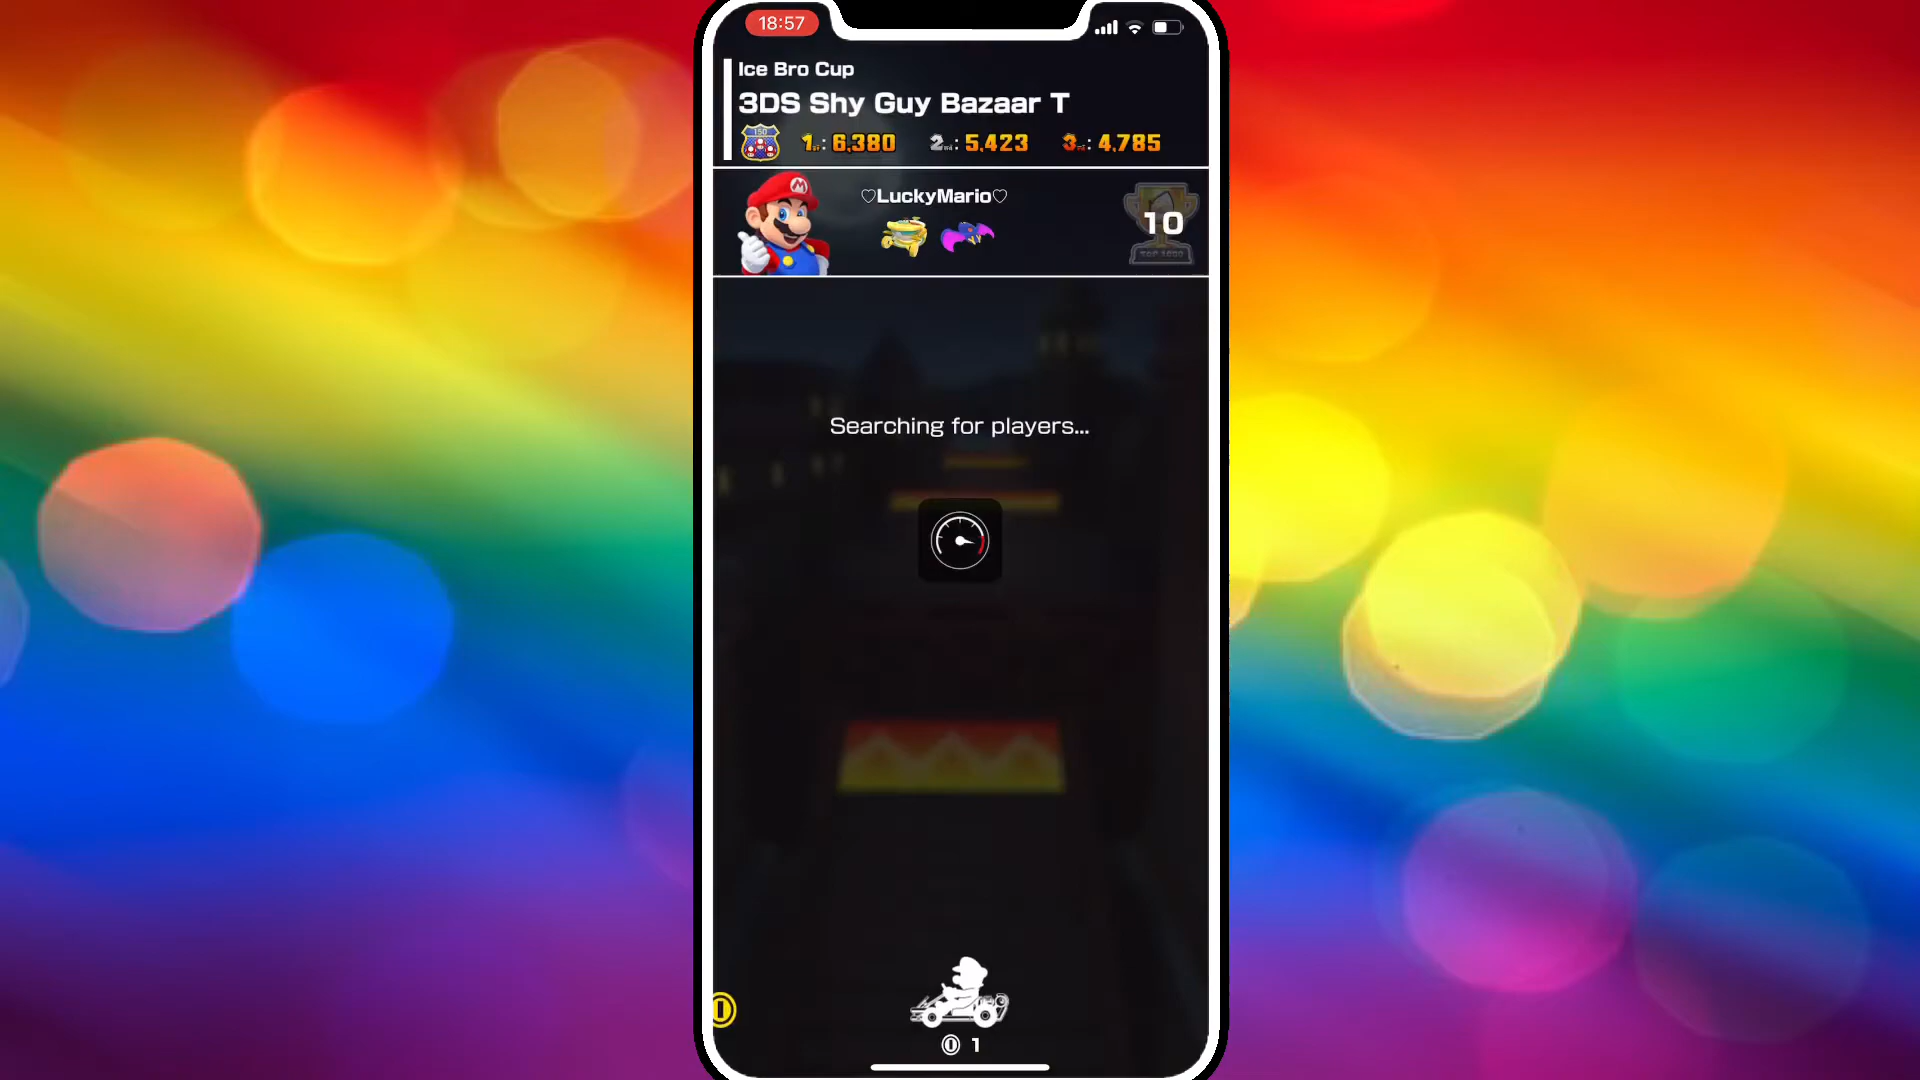 18:57
Ice Bro Cup
3DS Shy Guy Bazaar T
150 1st: 6,380 2nd: 5,423 3rd: 4,785
♡LuckyMario♡
10
Searching for players...
1